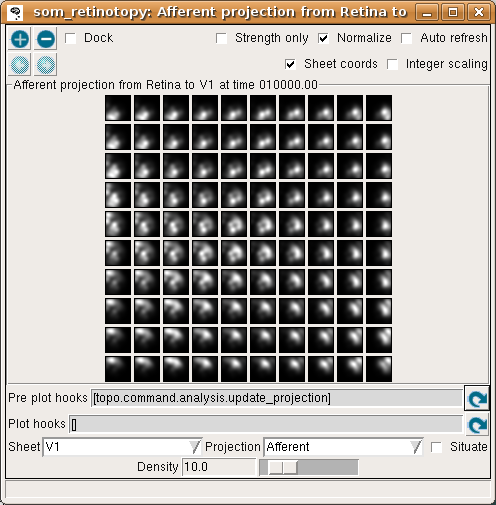 som_retinotopy: Afferent projection from Retina to
Dock Strength only Normalize Auto refresh
Sheet coords Integer scaling
Afferent projection from Retina to V1 at time 010000.00
Pre plot hooks [topo.command.analysis.update_projection]
Plot hooks []
Sheet V1 Projection Afferent Situate
Density 10.0